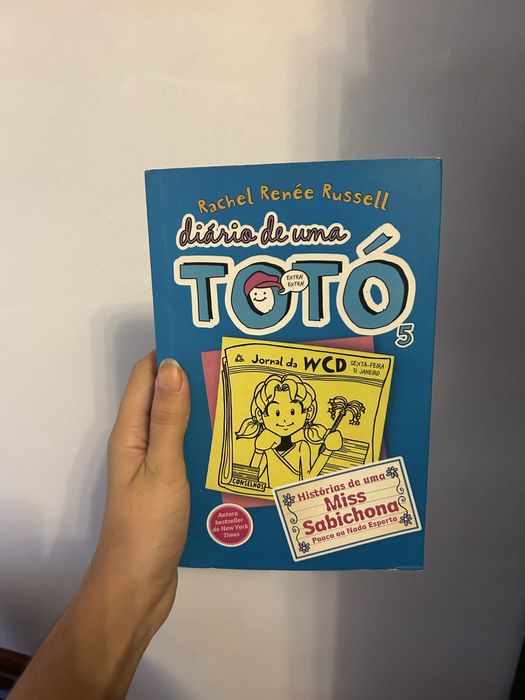 Rachel Renée Russell
diário de uma
TOTÓ
EXTRA!
EXTRA!
5
Jornal da WCD
SEXTA-FEIRA
31 JANEIRO
CONSELHOS
Histórias de uma
Miss
Sabichona
Pouco ou Nada Esperta
Autora
bestseller
do New York
Times